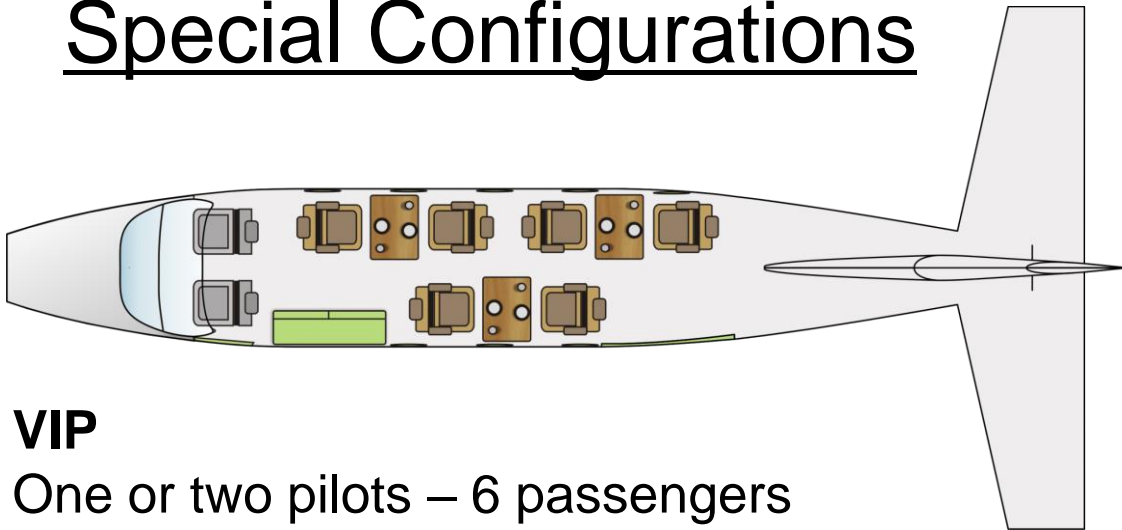 Special Configurations
VIP
One or two pilots – 6 passengers